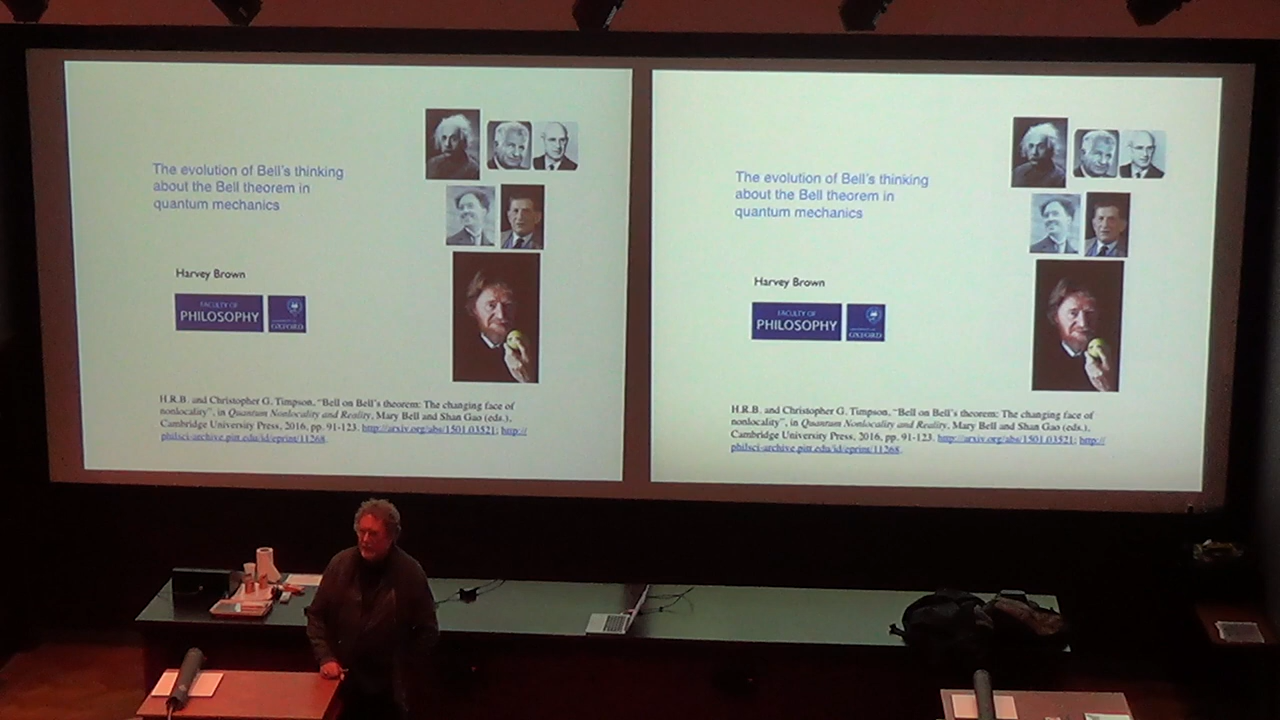 The evolution of Bell's thinking
about the Bell theorem in
quantum mechanics
Harvey Brown
FACULTY OF
PHILOSOPHY
UNIVERSITY OF
OXFORD
H.R.B. and Christopher G. Timpson, "Bell on Bell's theorem: The changing face of
nonlocality", in Quantum Nonlocality and Reality, Mary Bell and Shan Gao (eds.),
Cambridge University Press, 2016, pp. 91-123. http://arxiv.org/abs/1501.03521; http://
philsci-archive.pitt.edu/id/eprint/11268.
The evolution of Bell's thinking
about the Bell theorem in
quantum mechanics
Harvey Brown
FACULTY OF
PHILOSOPHY
UNIVERSITY OF
OXFORD
H.R.B. and Christopher G. Timpson, "Bell on Bell's theorem: The changing face of
nonlocality", in Quantum Nonlocality and Reality, Mary Bell and Shan Gao (eds.),
Cambridge University Press, 2016, pp. 91-123. http://arxiv.org/abs/1501.03521; http://
philsci-archive.pitt.edu/id/eprint/11268.